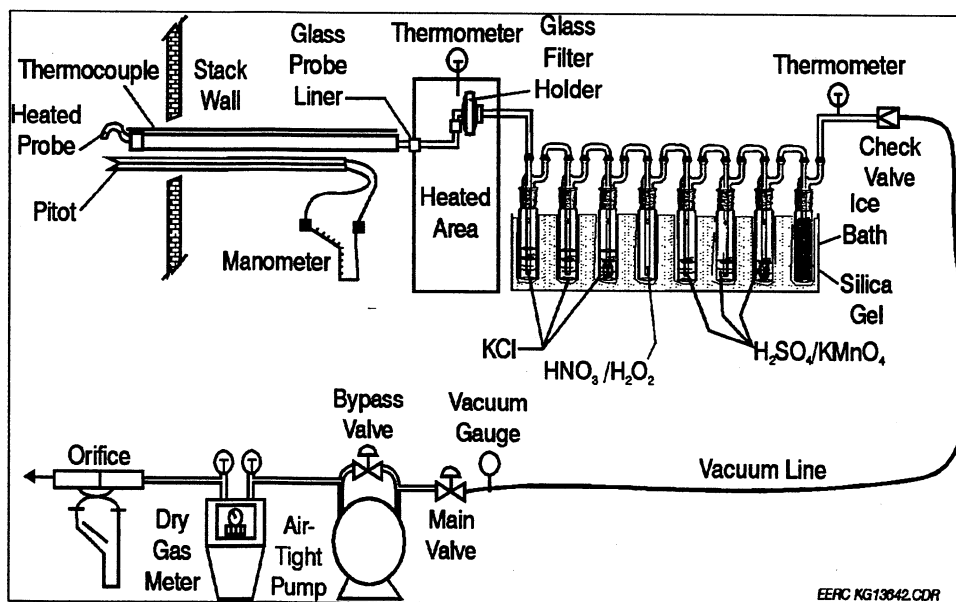 Thermocouple
Heated
Probe
Pitot
Stack
Wall
Glass
Probe
Liner
Manometer
Thermometer
T
Heated
Area
Glass
Filter
Holder
Thermometer
T
Check
Valve
Ice
Bath
Silica
Gel
KCl
HNO₃/H₂O₂
H₂SO₄/KMnO₄
Orifice
T
T
Dry
Gas
Meter
Air-
Tight
Pump
Bypass
Valve
Main
Valve
Vacuum
Gauge
Vacuum Line
EERC KG13642.CDR